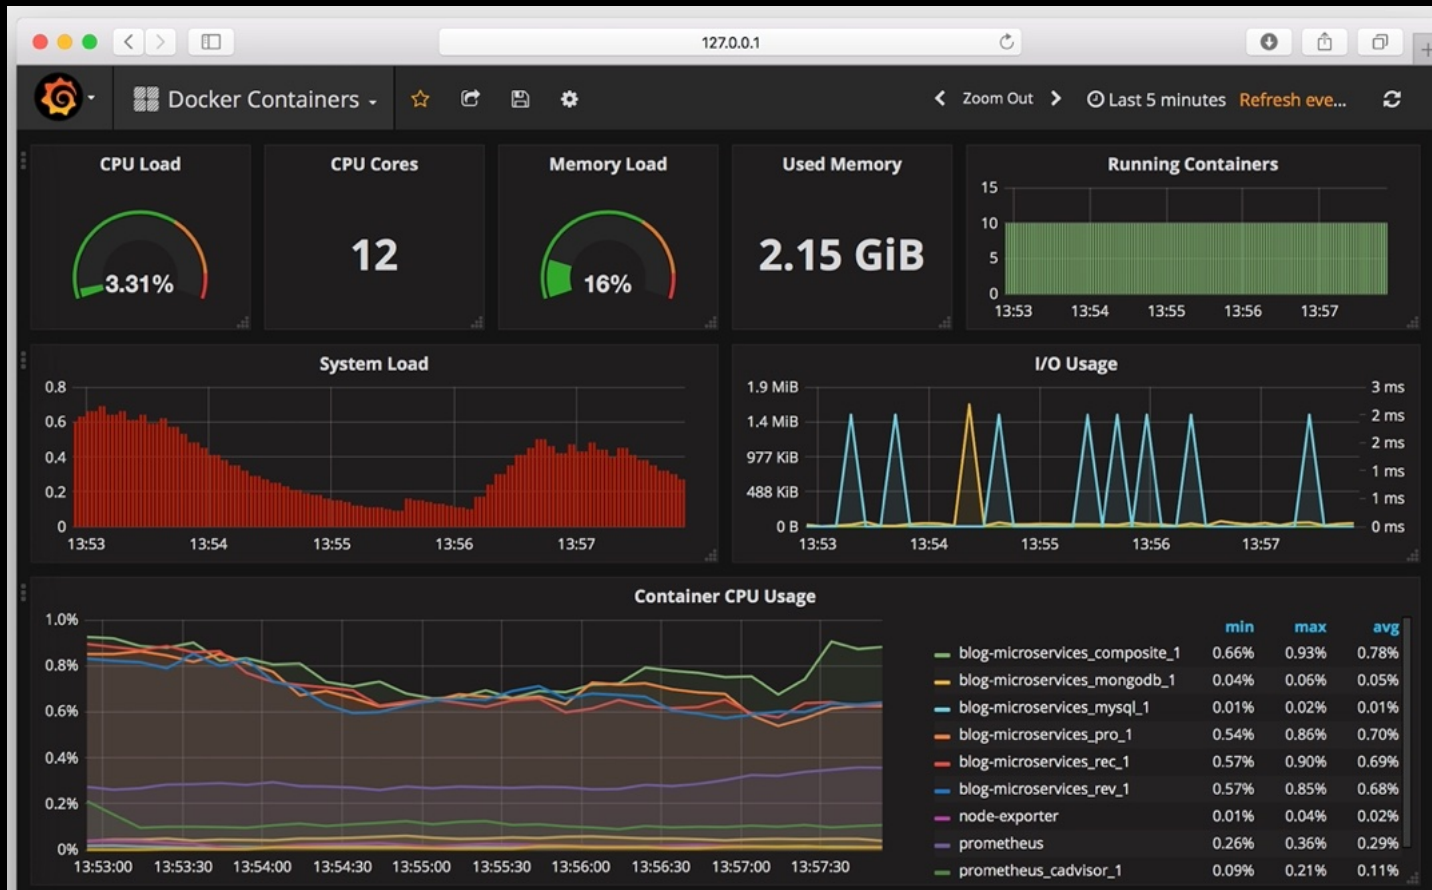 127.0.0.1
Docker Containers
Zoom Out
Last 5 minutes Refresh eve...
CPU Load
3.31%
CPU Cores
12
Memory Load
16%
Used Memory
2.15 GiB
Running Containers
15
10
5
0
13:53 13:54 13:55 13:56 13:57
System Load
0.8
0.6
0.4
0.2
0
13:53 13:54 13:55 13:56 13:57
I/O Usage
1.9 MiB 3 ms
1.4 MiB 2 ms
977 KiB 2 ms
488 KiB 1 ms
0 B 1 ms
0 ms
13:53 13:54 13:55 13:56 13:57
Container CPU Usage
1.0%
0.8%
0.6%
0.4%
0.2%
0%
13:53:00 13:53:30 13:54:00 13:54:30 13:55:00 13:55:30 13:56:00 13:56:30 13:57:00 13:57:30
min max avg
blog-microservices_composite_1 0.66% 0.93% 0.78%
blog-microservices_mongodb_1 0.04% 0.06% 0.05%
blog-microservices_mysql_1 0.01% 0.02% 0.01%
blog-microservices_pro_1 0.54% 0.86% 0.70%
blog-microservices_rec_1 0.57% 0.90% 0.69%
blog-microservices_rev_1 0.57% 0.85% 0.68%
node-exporter 0.01% 0.04% 0.02%
prometheus 0.26% 0.36% 0.29%
prometheus_cadvisor_1 0.09% 0.21% 0.11%